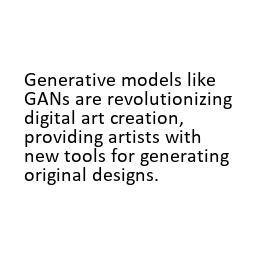 Generative models like
GANs are revolutionizing
digital art creation,
providing artists with
new tools for generating
original designs.